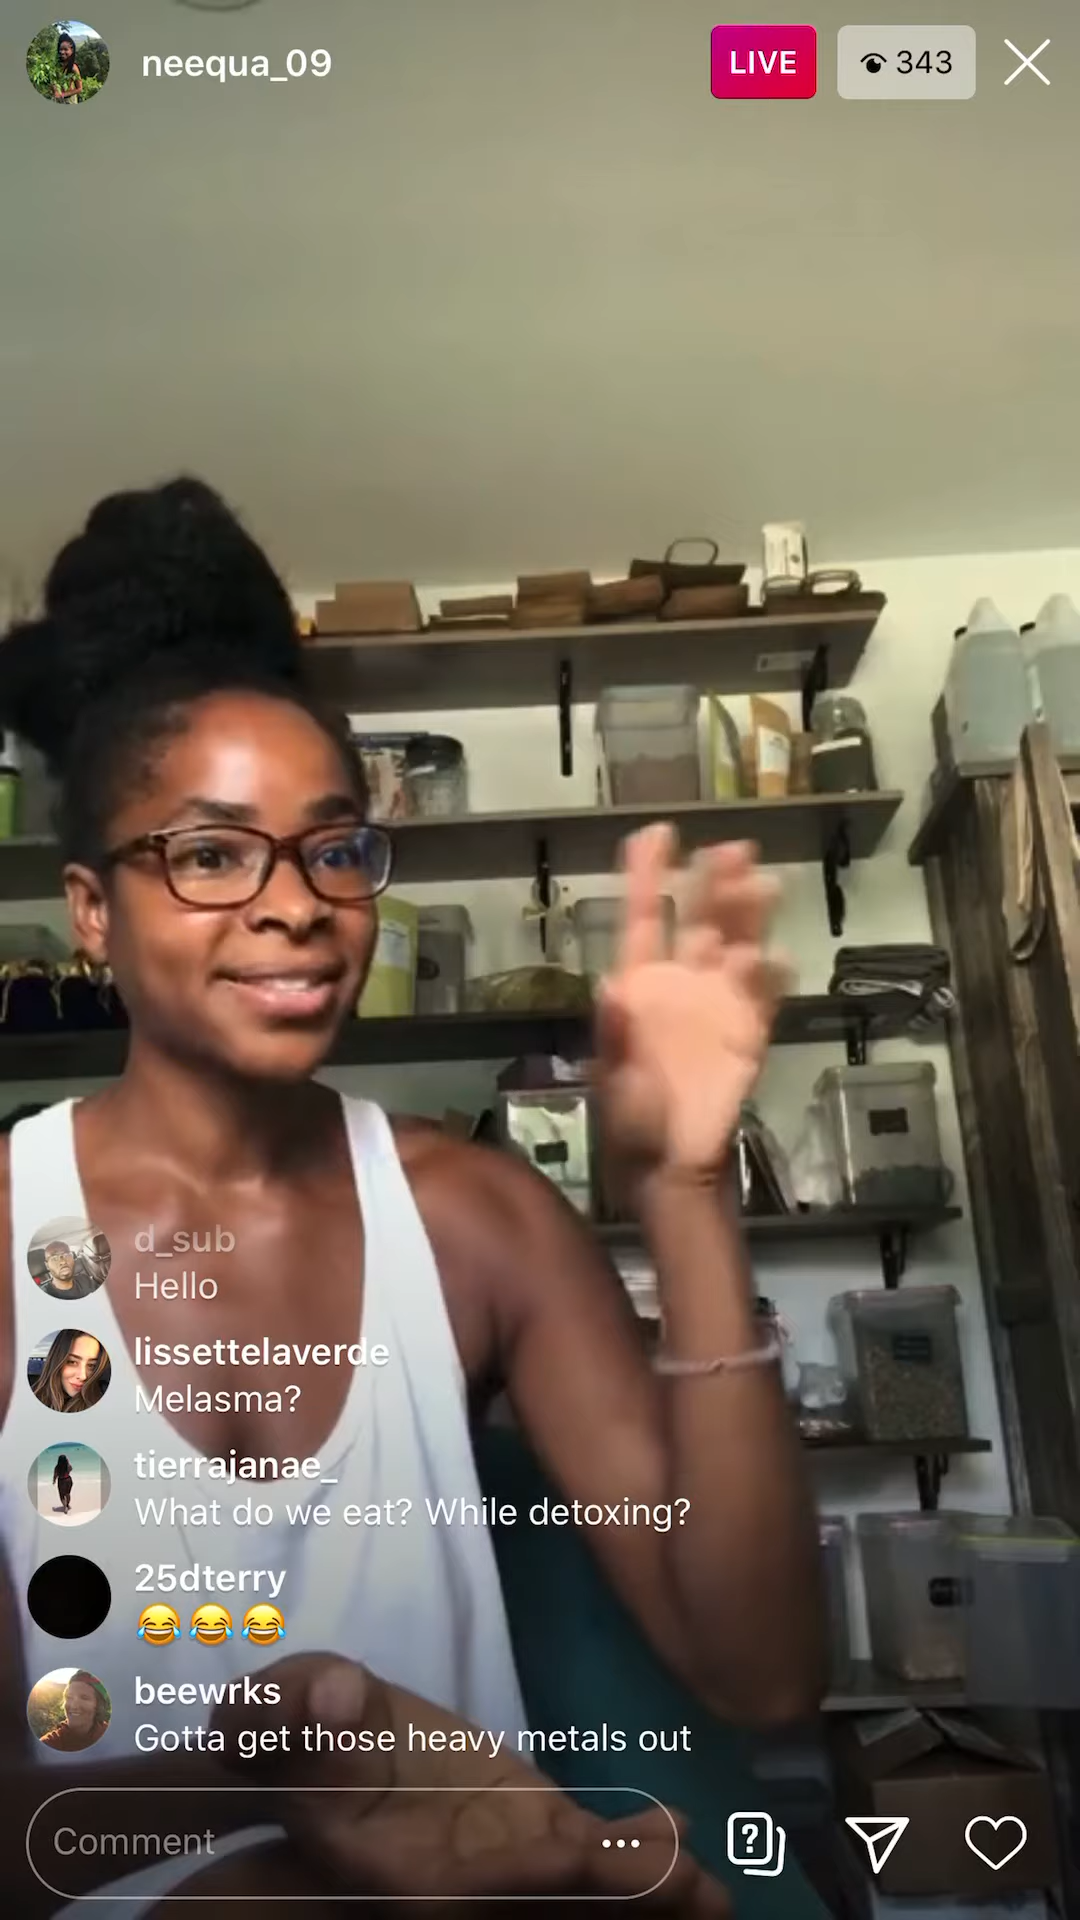 neequa_09
LIVE
343
d_sub
Hello
lissettelaverde
Melasma?
tierrajanae_
What do we eat? While detoxing?
25dterry
😂😂😂
beewrks
Gotta get those heavy metals out
Comment